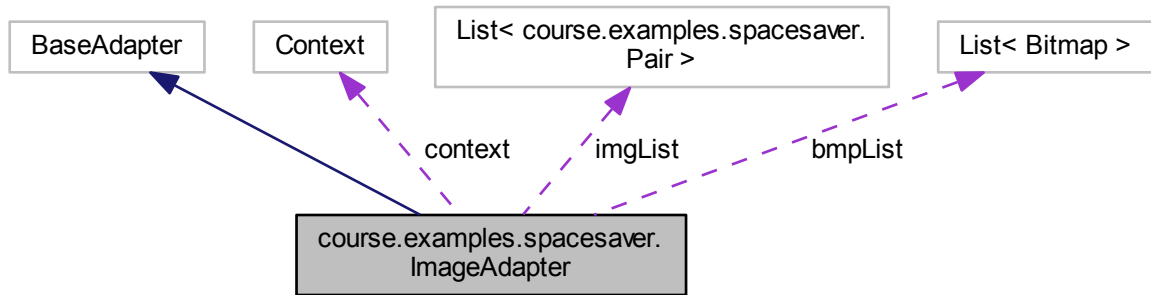 BaseAdapter
Context
List< course.examples.spacesaver.
Pair >
List< Bitmap >
context
imgList
bmpList
course.examples.spacesaver.
ImageAdapter